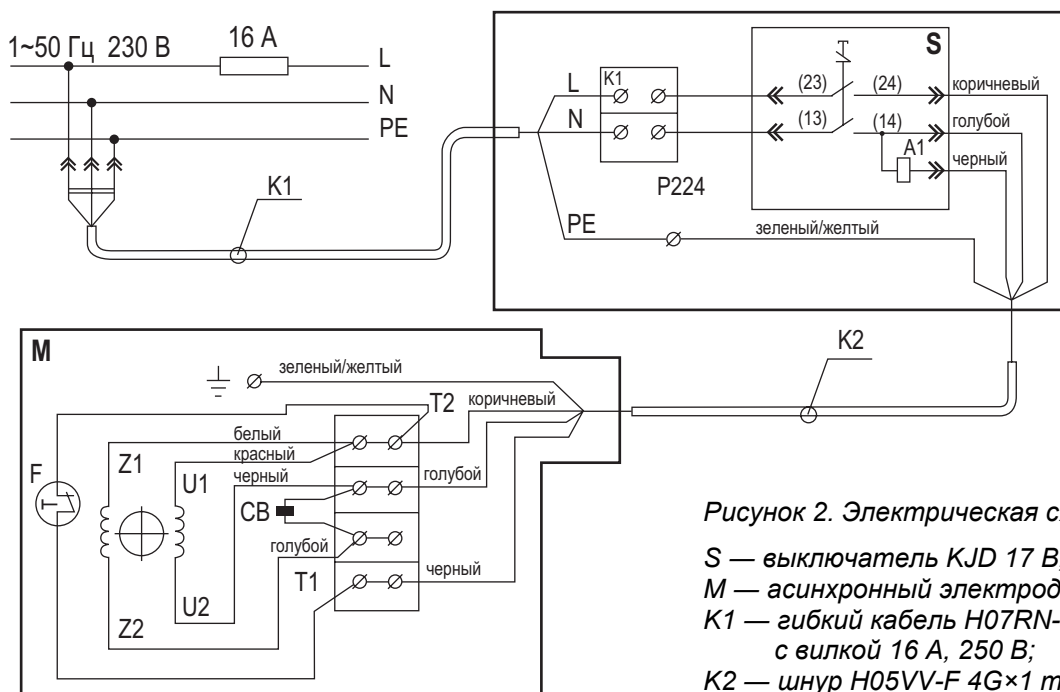 1~50 Гц 230 В
16 А
L
N
PE
K1
L
N
PE
K1
P224
S
(23)
(24)
(13)
(14)
A1
коричневый
голубой
черный
зеленый/желтый
K2
M
зеленый/желтый
T2
коричневый
белый
красный
черный
голубой
Z1
U1
F
CB
голубой
T1
черный
U2
Z2
Рисунок 2. Электрическая
S — выключатель KJD 17 B
M — асинхронный
K1 — гибкий кабель H07RN-
с вилкой 16 А, 250 В;
K2 — шнур H05VV-F 4G×1